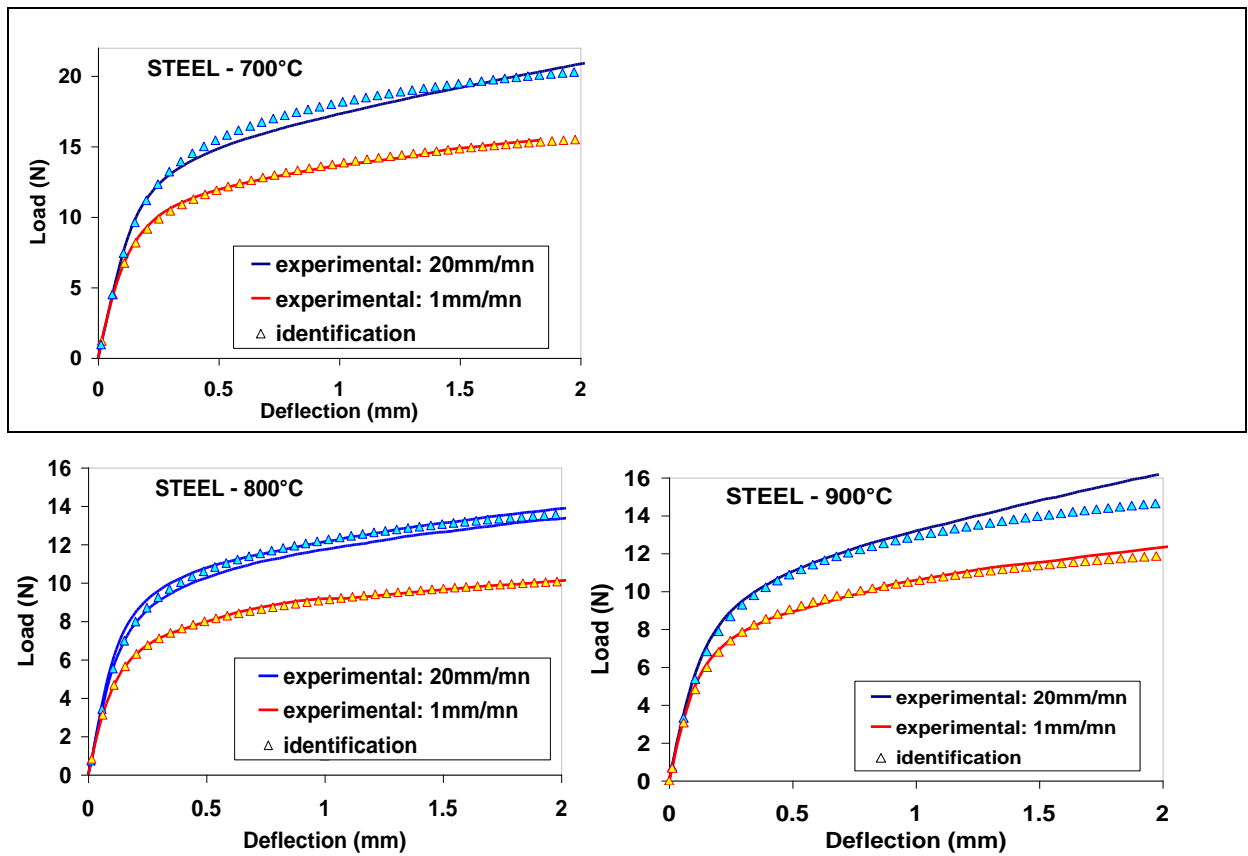 STEEL - 700°C
20
15
10
5
0
Load (N)
experimental: 20mm/mn
experimental: 1mm/mn
identification
0 0.5 1 1.5 2
Deflection (mm)
STEEL - 800°C
16
14
12
10
8
6
4
2
0
Load (N)
experimental: 20mm/mn
experimental: 1mm/mn
identification
0 0.5 1 1.5 2
Deflection (mm)
STEEL - 900°C
16
14
12
10
8
6
4
2
0
Load (N)
experimental: 20mm/mn
experimental: 1mm/mn
identification
0 0.5 1 1.5 2
Deflection (mm)